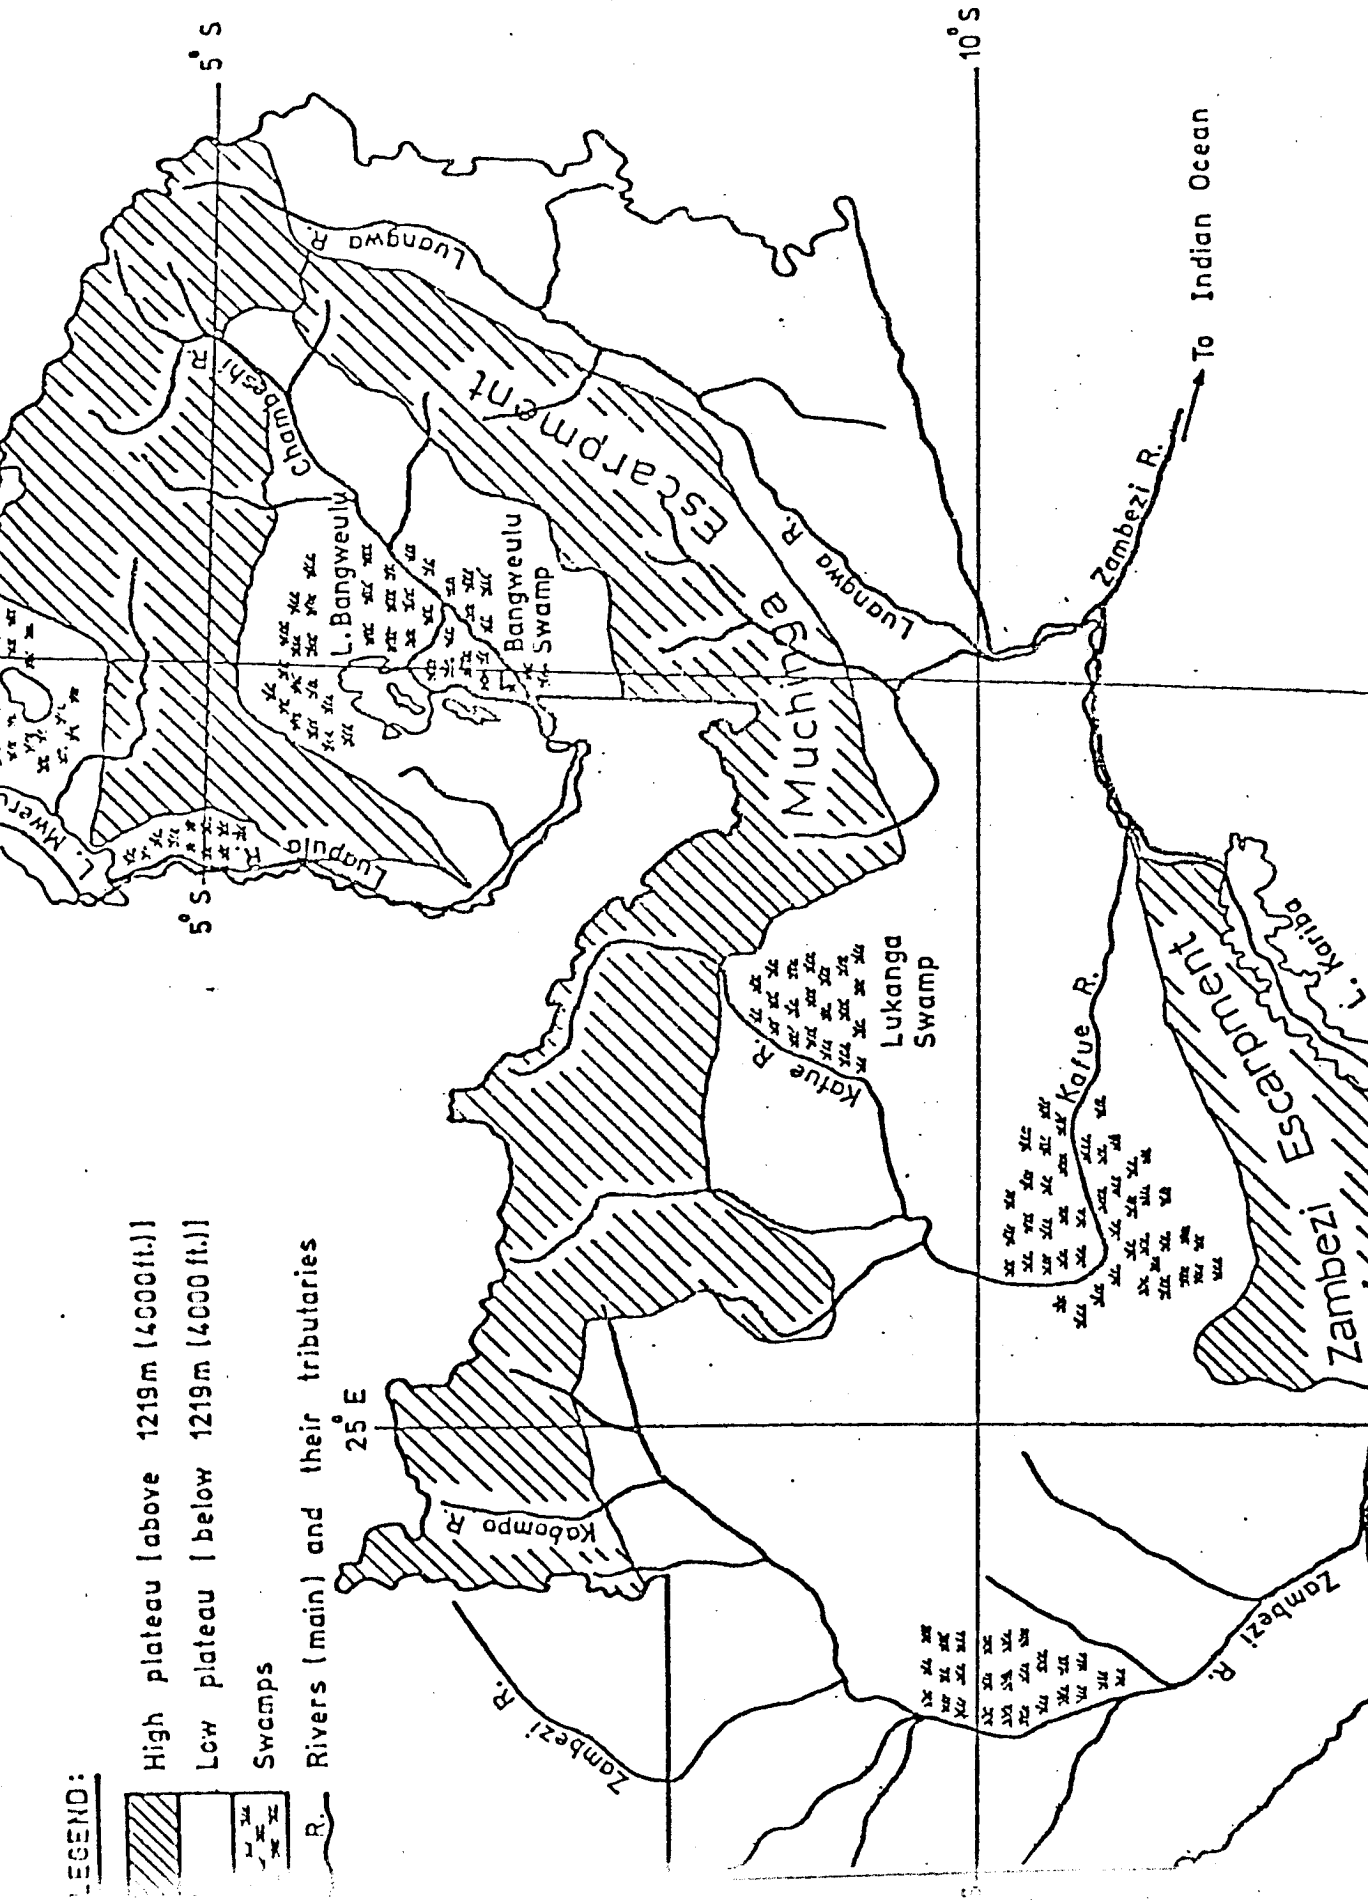 LEGEND:
High plateau (above 1219m (4000ft.))
Low plateau (below 1219m (4000ft.))
Swamps
R. Rivers (main) and their tributaries
25° E
5° S
5° S
10° S
L. Mweru
Luapula R.
L. Bangweulu
Bangweulu
Swamp
Chambeshi R.
Luangwa R.
Muchinga Escarpment
Luangwa R.
Kabompo R.
Zambezi R.
Kafue R.
Lukanga
Swamp
Kafue R.
Zambezi R.
To Indian Ocean
Zambezi Escarpment
L. Kariba
Zambezi R.